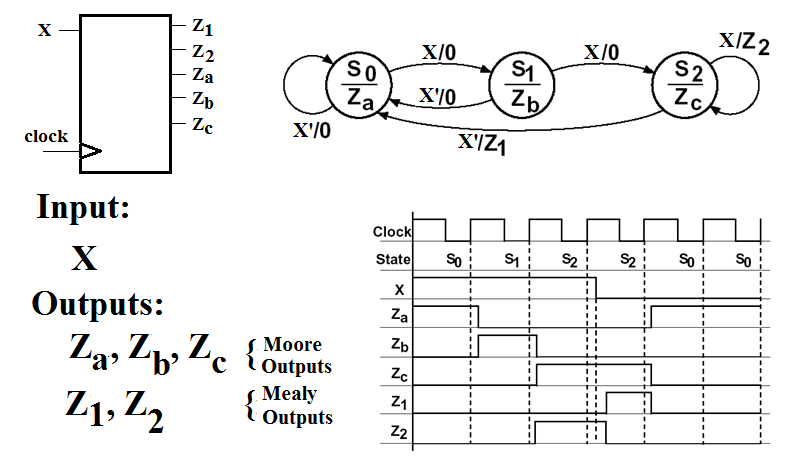 X
clock
Z1
Z2
Za
Zb
Zc
X'/0
S0
Za
X/0
X'/0
S1
Zb
X/0
S2
Zc
X/Z2
X'/Z1
Input:
X
Outputs:
Za, Zb, Zc { Moore Outputs
Z1, Z2 { Mealy Outputs
Clock
State S0 S1 S2 S2 S0 S0
X
Za
Zb
Zc
Z1
Z2